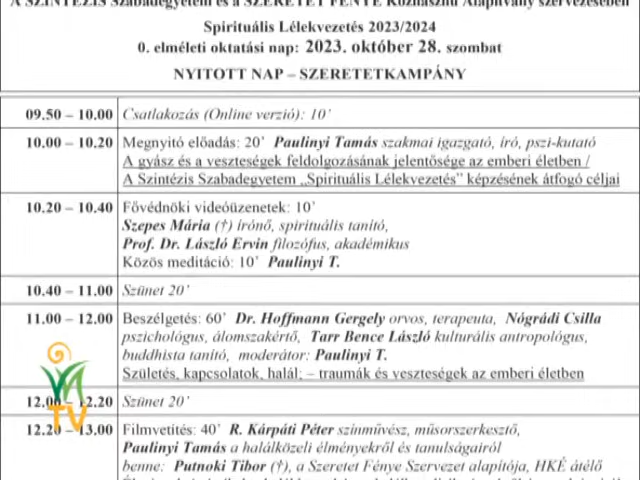 A SZINTÉZIS Szabadegyetem és a SZERETET FÉNYE Közhasznú Alapítvány szervezésében
Spirituális Lélekvezetés 2023/2024
0. elméleti oktatási nap: 2023. október 28. szombat
NYITOTT NAP – SZERETETKAMPÁNY
09.50 – 10.00 Csatlakozás (Online verzió): 10’
10.00 – 10.20 Megnyitó előadás: 20’ Paulinyi Tamás szakmai igazgató, író, pszi-kutató
A gyász és a veszteségek feldolgozásának jelentősége az emberi életben /
A Szintézis Szabadegyetem „Spirituális Lélekvezetés” képzésének átfogó céljai
10.20 – 10.40 Fővédnöki videóüzenetek: 10’
Szepes Mária (†) írónő, spirituális tanító,
Prof. Dr. László Ervin filozófus, akadémikus
Közös meditáció: 10’ Paulinyi T.
10.40 – 11.00 Szünet 20’
11.00 – 12.00 Beszélgetés: 60’ Dr. Hoffmann Gergely orvos, terapeuta, Nógrádi Csilla
pszichológus, álomszakértő, Tarr Bence László kulturális antropológus,
buddhista tanító, moderátor: Paulinyi T.
Születés, kapcsolatok, halál; – traumák és veszteségek az emberi életben
12.00 – 12.20 Szünet 20’
12.20 – 13.00 Filmvetítés: 40’ R. Kárpáti Péter színművész, műsorszerkesztő,
Paulinyi Tamás a halálközeli élményekről és tanulságairól
benne: Putnoki Tibor (†), a Szeretet Fénye Szervezet alapítója, HKÉ átélő
VA
TV